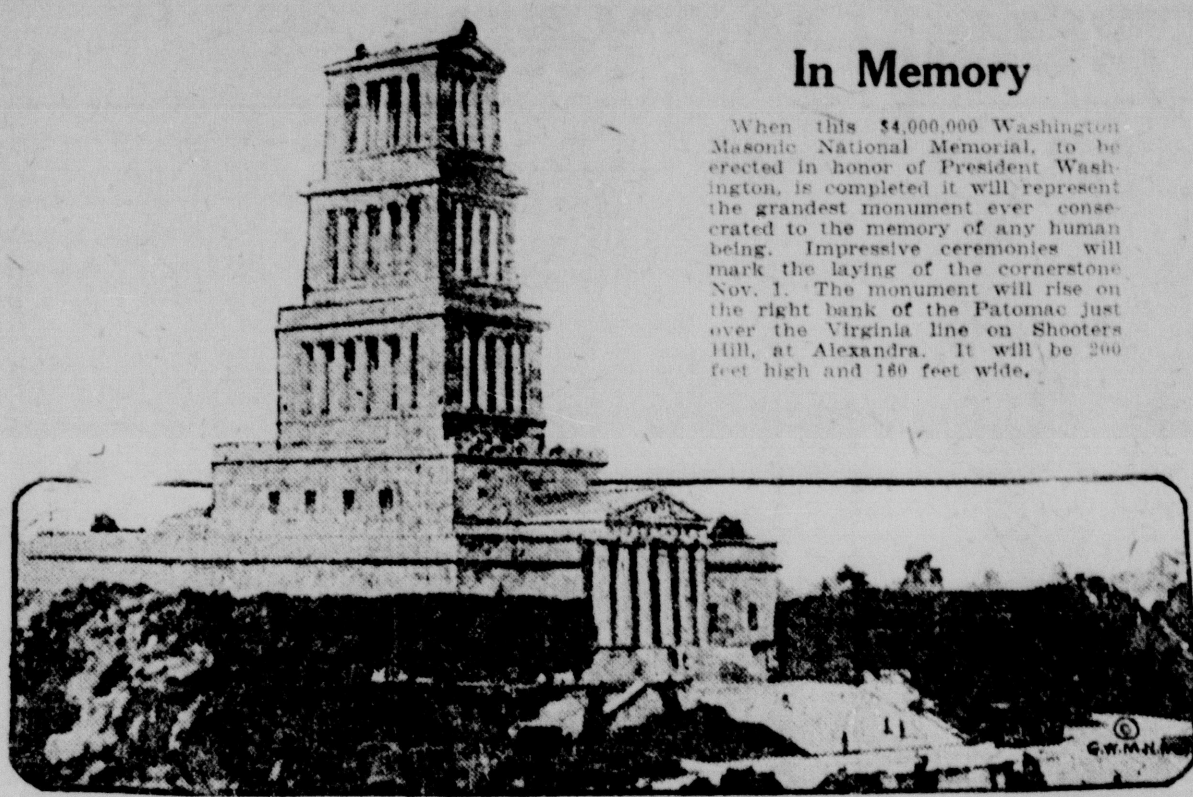 In Memory
When this $4,000,000 Washington
Masonic National Memorial, to be
erected in honor of President Wash-
ington, is completed it will represent
the grandest monument ever conse-
crated to the memory of any human
being. Impressive ceremonies will
mark the laying of the cornerstone
Nov. 1. The monument will rise on
the right bank of the Patomac just
over the Virginia line on Shooters
Hill, at Alexandra. It will be 200
feet high and 160 feet wide.
©